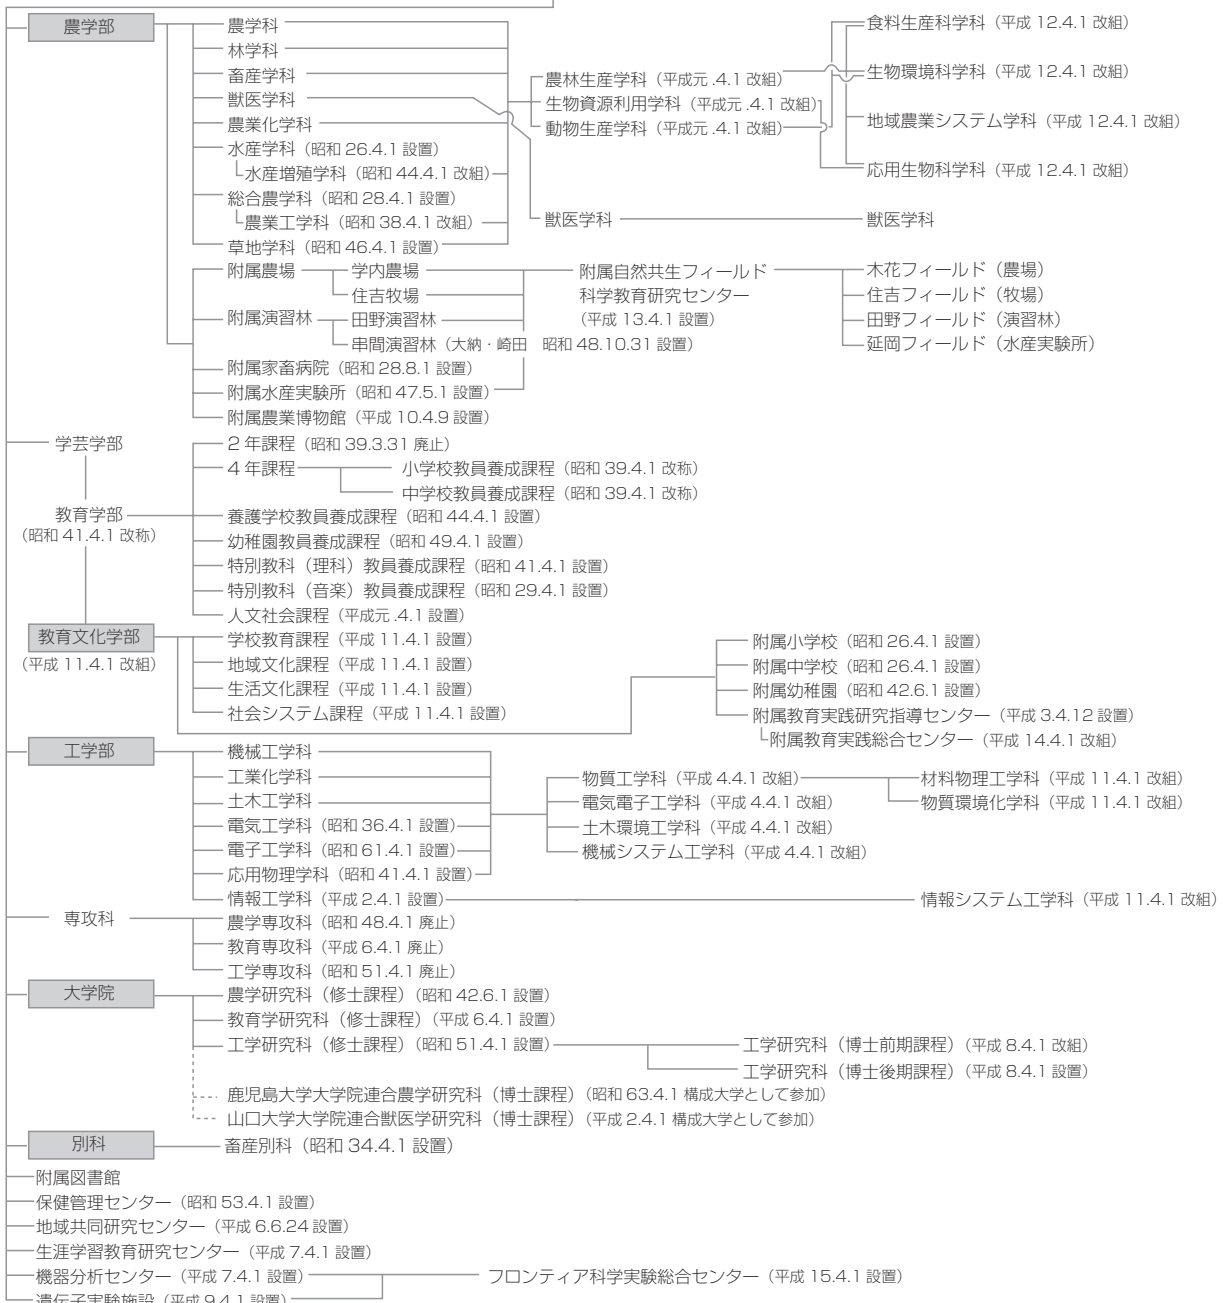 農学部
農学科
林学科
畜産学科
獣医学科
農業化学科
水産学科（昭和 26.4.1 設置）
水産増殖学科（昭和 44.4.1 改組）
総合農学科（昭和 28.4.1 設置）
農業工学科（昭和 38.4.1 改組）
草地学科（昭和 46.4.1 設置）
農林生産学科（平成元 .4.1 改組）
生物資源利用学科（平成元 .4.1 改組）
動物生産学科（平成元 .4.1 改組）
獣医学科
食料生産科学科（平成 12.4.1 改組）
生物環境科学科（平成 12.4.1 改組）
地域農業システム学科（平成 12.4.1 改組）
応用生物科学科（平成 12.4.1 改組）
獣医学科
附属農場
学内農場
住吉牧場
附属演習林
田野演習林
串間演習林（大納・崎田　昭和 48.10.31 設置）
附属家畜病院（昭和 28.8.1 設置）
附属水産実験所（昭和 47.5.1 設置）
附属農業博物館（平成 10.4.9 設置）
附属自然共生フィールド
科学教育研究センター
（平成 13.4.1 設置）
木花フィールド（農場）
住吉フィールド（牧場）
田野フィールド（演習林）
延岡フィールド（水産実験所）
学芸学部
教育学部
（昭和 41.4.1 改称）
2 年課程（昭和 39.3.31 廃止）
4 年課程
小学校教員養成課程（昭和 39.4.1 改称）
中学校教員養成課程（昭和 39.4.1 改称）
養護学校教員養成課程（昭和 44.4.1 設置）
幼稚園教員養成課程（昭和 49.4.1 設置）
特別教科（理科）教員養成課程（昭和 41.4.1 設置）
特別教科（音楽）教員養成課程（昭和 29.4.1 設置）
人文社会課程（平成元 .4.1 設置）
教育文化学部
（平成 11.4.1 改組）
学校教育課程（平成 11.4.1 設置）
地域文化課程（平成 11.4.1 設置）
生活文化課程（平成 11.4.1 設置）
社会システム課程（平成 11.4.1 設置）
附属小学校（昭和 26.4.1 設置）
附属中学校（昭和 26.4.1 設置）
附属幼稚園（昭和 42.6.1 設置）
附属教育実践研究指導センター（平成 3.4.12 設置）
附属教育実践総合センター（平成 14.4.1 改組）
工学部
機械工学科
工業化学科
土木工学科
電気工学科（昭和 36.4.1 設置）
電子工学科（昭和 61.4.1 設置）
応用物理学科（昭和 41.4.1 設置）
情報工学科（平成 2.4.1 設置）
物質工学科（平成 4.4.1 改組）
電気電子工学科（平成 4.4.1 改組）
土木環境工学科（平成 4.4.1 改組）
機械システム工学科（平成 4.4.1 改組）
材料物理工学科（平成 11.4.1 改組）
物質環境化学科（平成 11.4.1 改組）
情報システム工学科（平成 11.4.1 改組）
専攻科
農学専攻科（昭和 48.4.1 廃止）
教育専攻科（平成 6.4.1 廃止）
工学専攻科（昭和 51.4.1 廃止）
大学院
農学研究科（修士課程）（昭和 42.6.1 設置）
教育学研究科（修士課程）（平成 6.4.1 設置）
工学研究科（修士課程）（昭和 51.4.1 設置）
工学研究科（博士前期課程）（平成 8.4.1 改組）
工学研究科（博士後期課程）（平成 8.4.1 設置）
鹿児島大学大学院連合農学研究科（博士課程）（昭和 63.4.1 構成大学として参加）
山口大学大学院連合獣医学研究科（博士課程）（平成 2.4.1 構成大学として参加）
別科
畜産別科（昭和 34.4.1 設置）
附属図書館
保健管理センター（昭和 53.4.1 設置）
地域共同研究センター（平成 6.6.24 設置）
生涯学習教育研究センター（平成 7.4.1 設置）
機器分析センター（平成 7.4.1 設置）
フロンティア科学実験総合センター（平成 15.4.1 設置）
遺伝子実験施設（平成 9.4.1 設置）